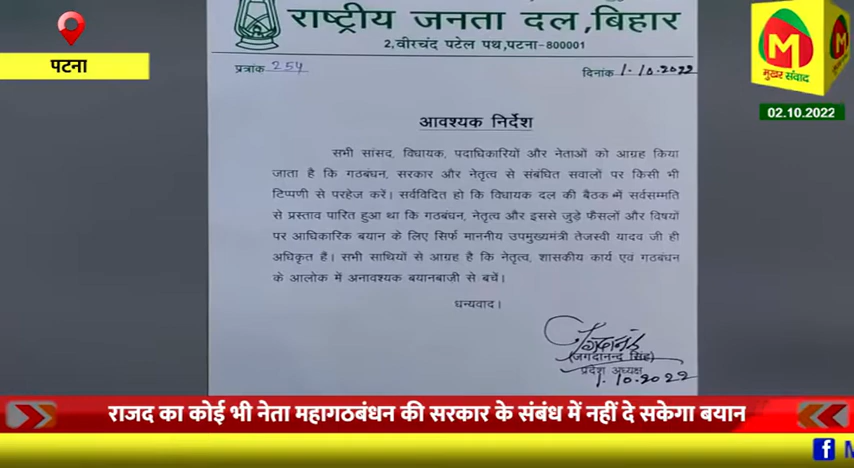 राष्ट्रीय जनता दल, बिहार
2,वीरचंद पटेल पथ,पटना-800001
पटना
पत्रांक 254
दिनांक 1.10.2022
M
मुखर संवाद
02.10.2022
आवश्यक निर्देश
सभी सांसद, विधायक, पदाधिकारियों और नेताओं को आग्रह किया
जाता है कि गठबंधन, सरकार और नेतृत्व से संबंधित सवालों पर किसी भी
टिप्पणी से परहेज करें। सर्वविदित हो कि विधायक दल की बैठक में सर्वसम्मति
से प्रस्ताव पारित हुआ था कि गठबंधन, नेतृत्व और इससे जुड़े फैसलों और विषयों
पर आधिकारिक बयान के लिए सिर्फ माननीय उपमुख्यमंत्री तेजस्वी यादव जी ही
अधिकृत हैं। सभी साथियों से आग्रह है कि नेतृत्व, शासकीय कार्य एवं गठबंधन
के आलोक में अनावश्यक बयानबाजी से बचें।
धन्यवाद।
(जगदानन्द सिंह)
प्रदेश अध्यक्ष
1.10.2022
राजद का कोई भी नेता महागठबंधन की सरकार के संबंध में नहीं दे सकेगा बयान
f